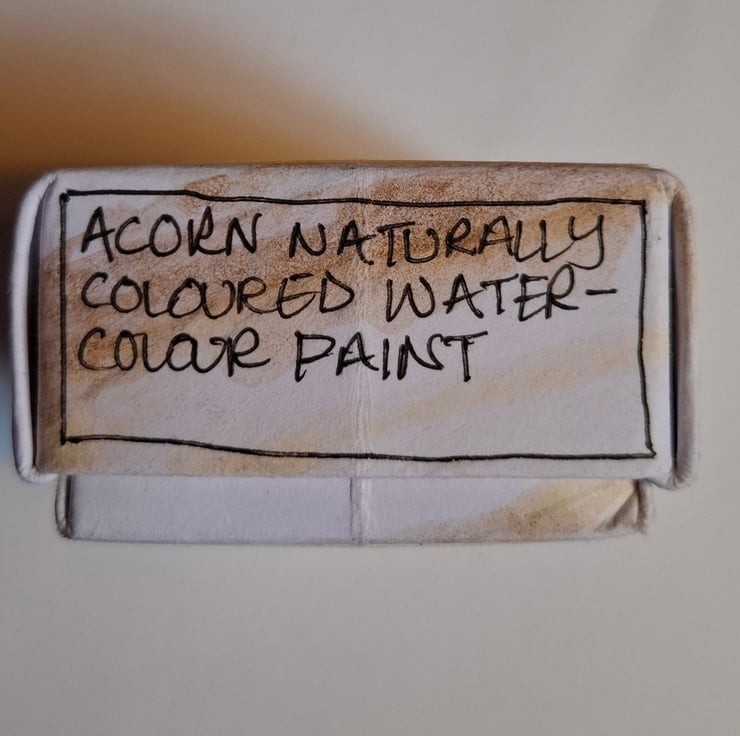 ACORN NATURALLY
COLOURED WATER-
COLOUR PAINT